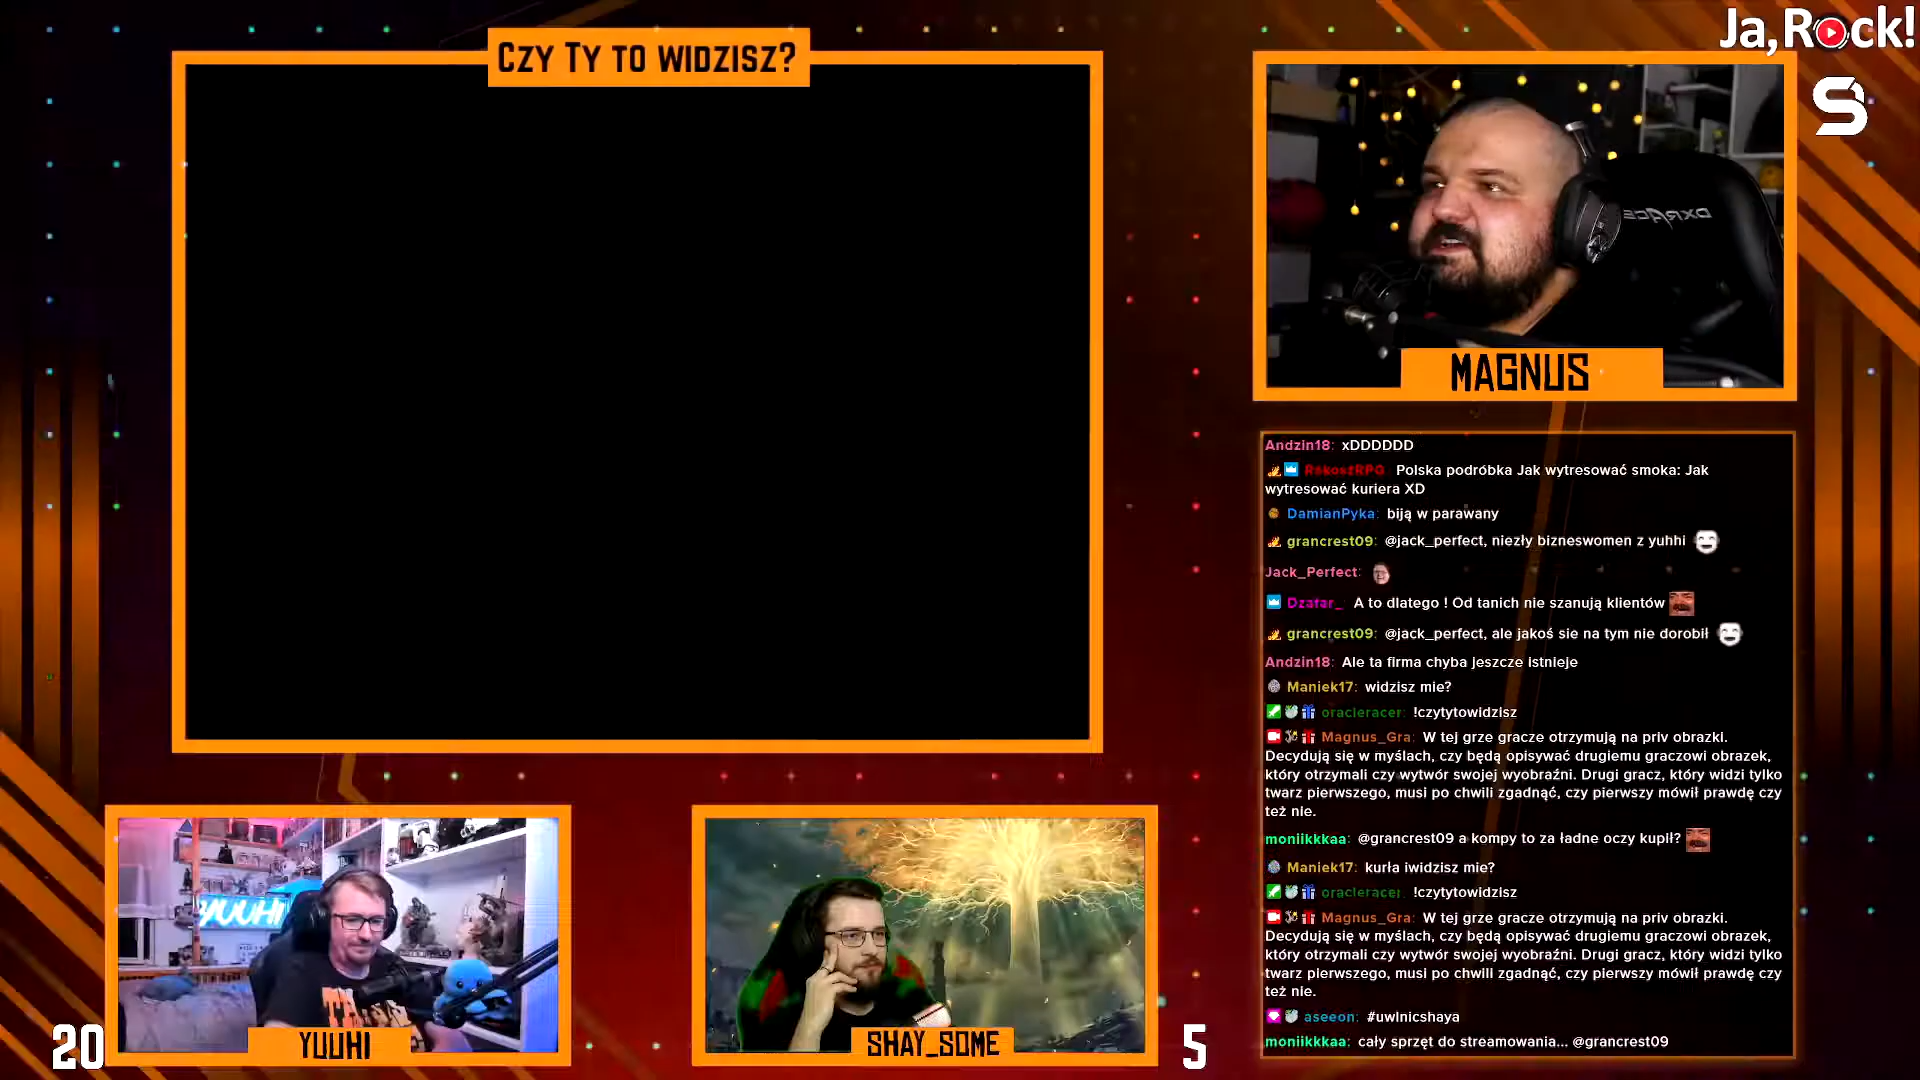 Czy Ty to widzisz?
Ja,Rock!
S
DXRACE
MAGNUS
Andzin18: xDDDDDD
RakoszRPG Polska podróbka Jak wytresować smoka: Jak
wytresować kuriera XD
DamianPyka: biją w parawany
grancrest09: @jack_perfect, niezły bizneswomen z yuhhi
Jack_Perfect:
Dzafar_ A to dlatego ! Od tanich nie szanują klientów
grancrest09: @jack_perfect, ale jakoś sie na tym nie dorobił
Andzin18: Ale ta firma chyba jeszcze istnieje
Maniek17: widzisz mie?
oracleracer: !czytytowidzisz
Magnus_Gra: W tej grze gracze otrzymują na priv obrazki.
Decydują się w myślach, czy będą opisywać drugiemu graczowi obrazek,
który otrzymali czy wytwór swojej wyobraźni. Drugi gracz, który widzi tylko
twarz pierwszego, musi po chwili zgadnąć, czy pierwszy mówił prawdę czy
też nie.
moniikkkaa: @grancrest09 a kompy to za ładne oczy kupił?
Maniek17: kurła iwidzisz mie?
oracleracer: !czytytowidzisz
Magnus_Gra: W tej grze gracze otrzymują na priv obrazki.
Decydują się w myślach, czy będą opisywać drugiemu graczowi obrazek,
który otrzymali czy wytwór swojej wyobraźni. Drugi gracz, który widzi tylko
twarz pierwszego, musi po chwili zgadnąć, czy pierwszy mówił prawdę czy
też nie.
aseeon: #uwlnicshaya
moniikkkaa: cały sprzęt do streamowania... @grancrest09
YUUHI
20
YUUHI
SHAY_SOME
5